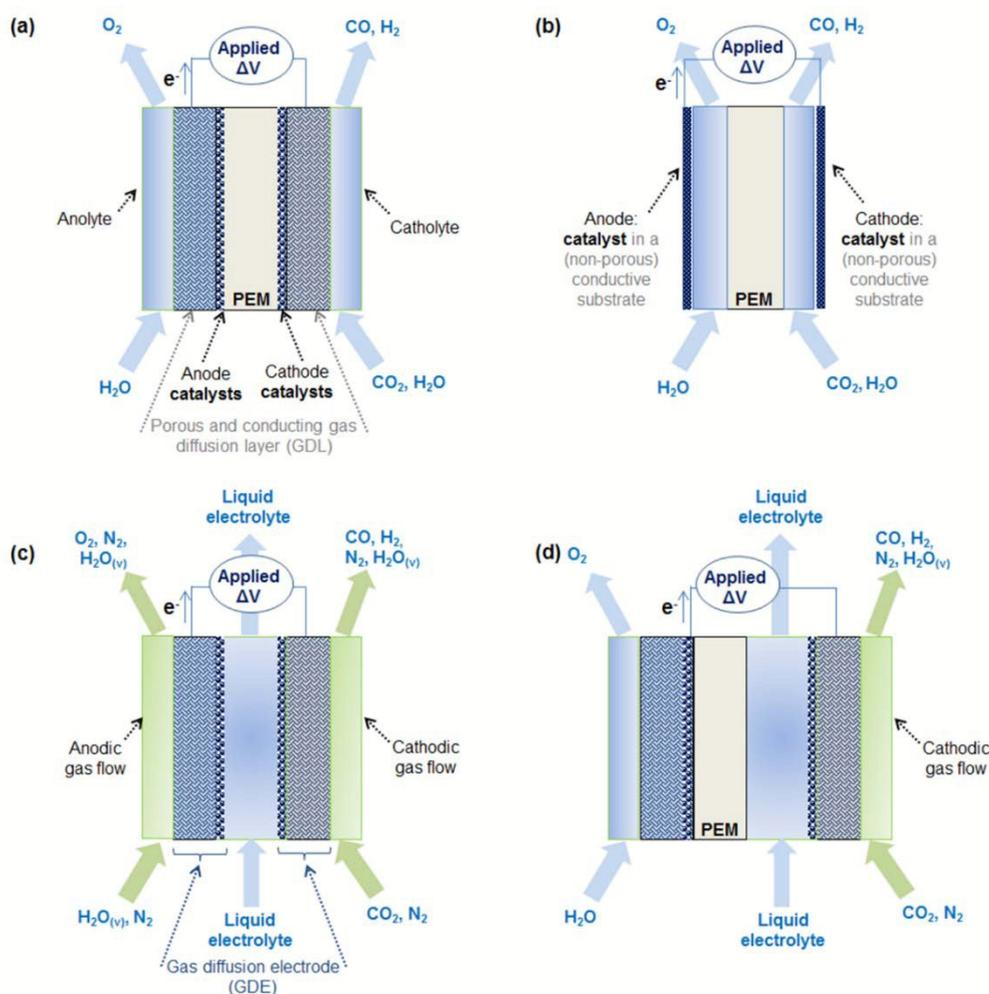 (a)
O₂
CO, H₂
Applied
ΔV
e⁻
Anolyte
Catholyte
PEM
H₂O
CO₂, H₂O
Anode
catalysts
Cathode
catalysts
Porous and conducting gas
diffusion layer (GDL)
(b)
O₂
CO, H₂
Applied
ΔV
e⁻
Anode:
catalyst in a
(non-porous)
conductive
substrate
Cathode:
catalyst in a
(non-porous)
conductive
substrate
PEM
H₂O
CO₂, H₂O
(c)
Liquid
electrolyte
O₂, N₂,
H₂O₍ᵥ₎
CO, H₂,
N₂, H₂O₍ᵥ₎
Applied
ΔV
e⁻
Anodic
gas flow
Cathodic
gas flow
H₂O₍ᵥ₎, N₂
CO₂, N₂
Liquid
electrolyte
Gas diffusion electrode
(GDE)
(d)
Liquid
electrolyte
O₂
CO, H₂,
N₂, H₂O₍ᵥ₎
Applied
ΔV
e⁻
Cathodic
gas flow
PEM
H₂O
CO₂, N₂
Liquid
electrolyte